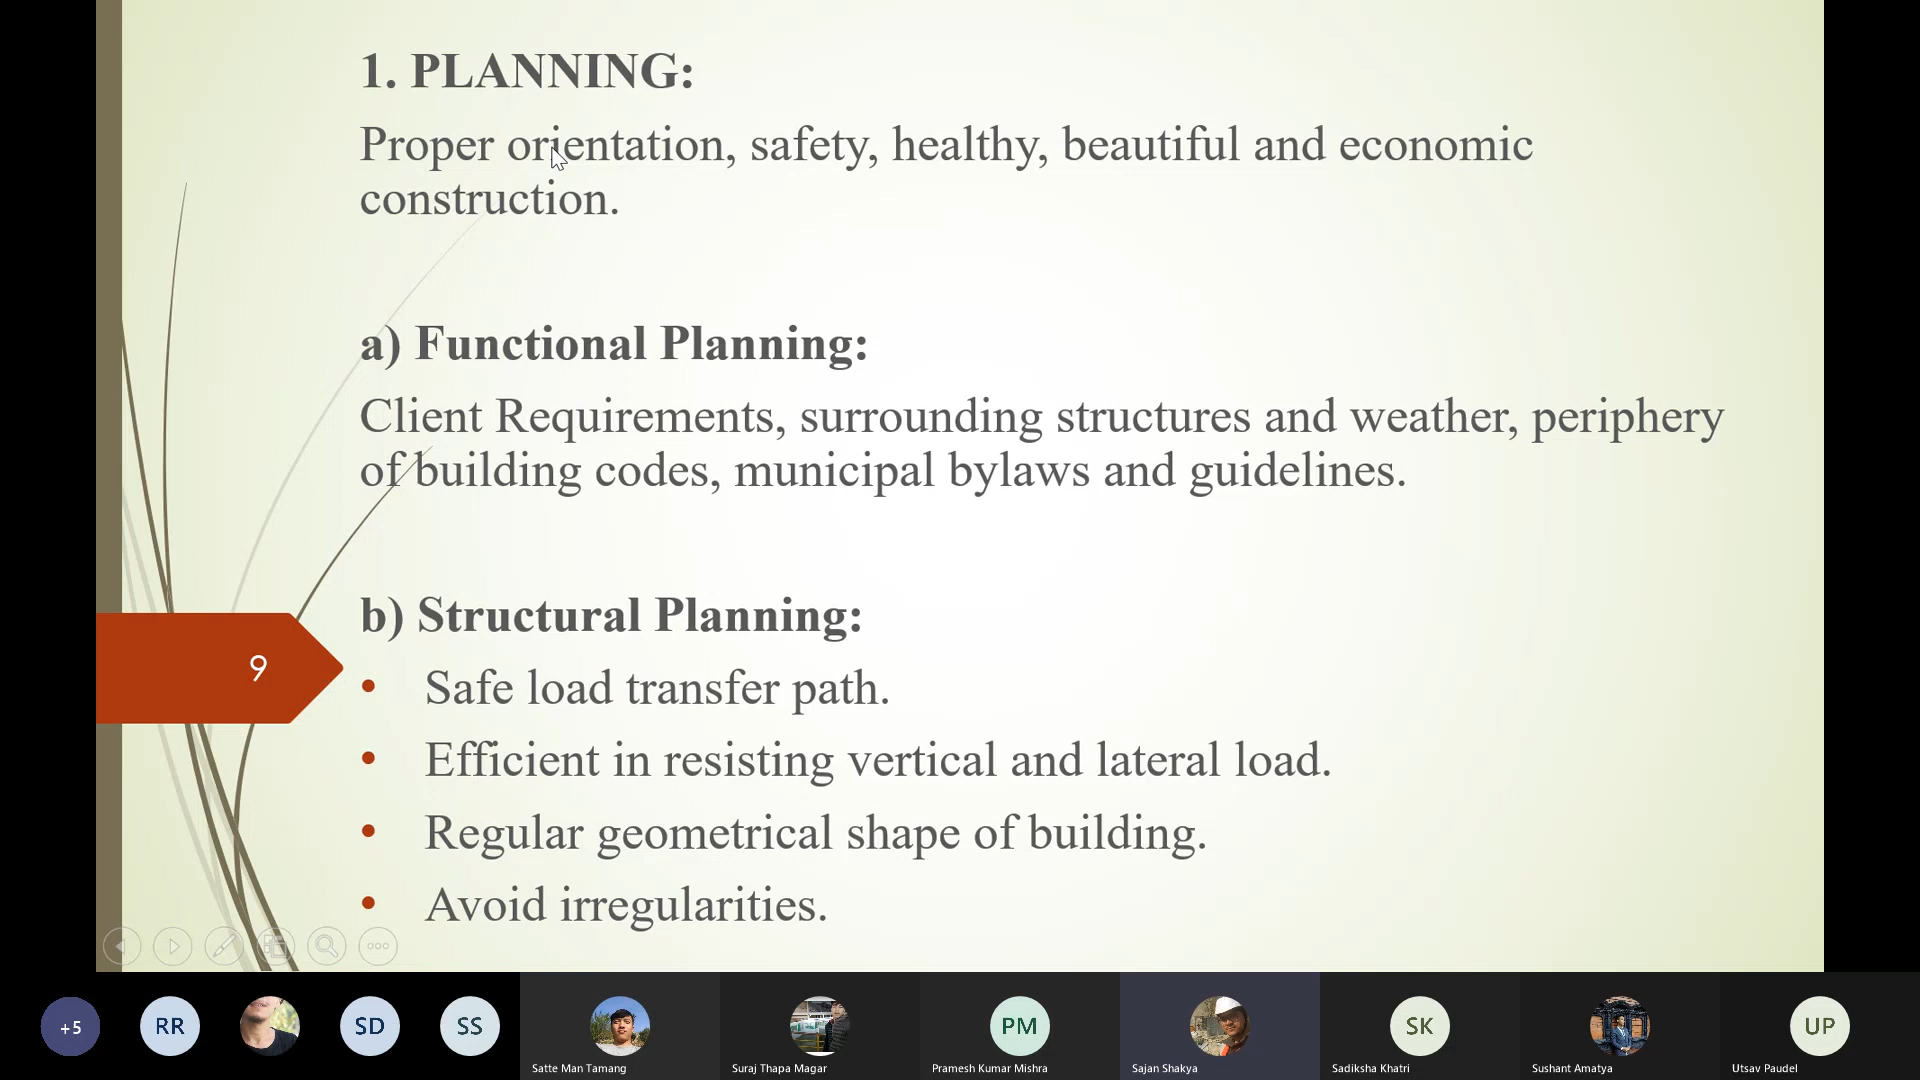 1. PLANNING:
Proper orientation, safety, healthy, beautiful and economic
construction.
a) Functional Planning:
Client Requirements, surrounding structures and weather, periphery
of building codes, municipal bylaws and guidelines.
b) Structural Planning:
9
• Safe load transfer path.
• Efficient in resisting vertical and lateral load.
• Regular geometrical shape of building.
• Avoid irregularities.
+5
RR
SD
SS
PM
SK
UP
Satte Man Tamang
Suraj Thapa Magar
Pramesh Kumar Mishra
Sajan Shakya
Sadiksha Khatri
Sushant Amatya
Utsav Paudel